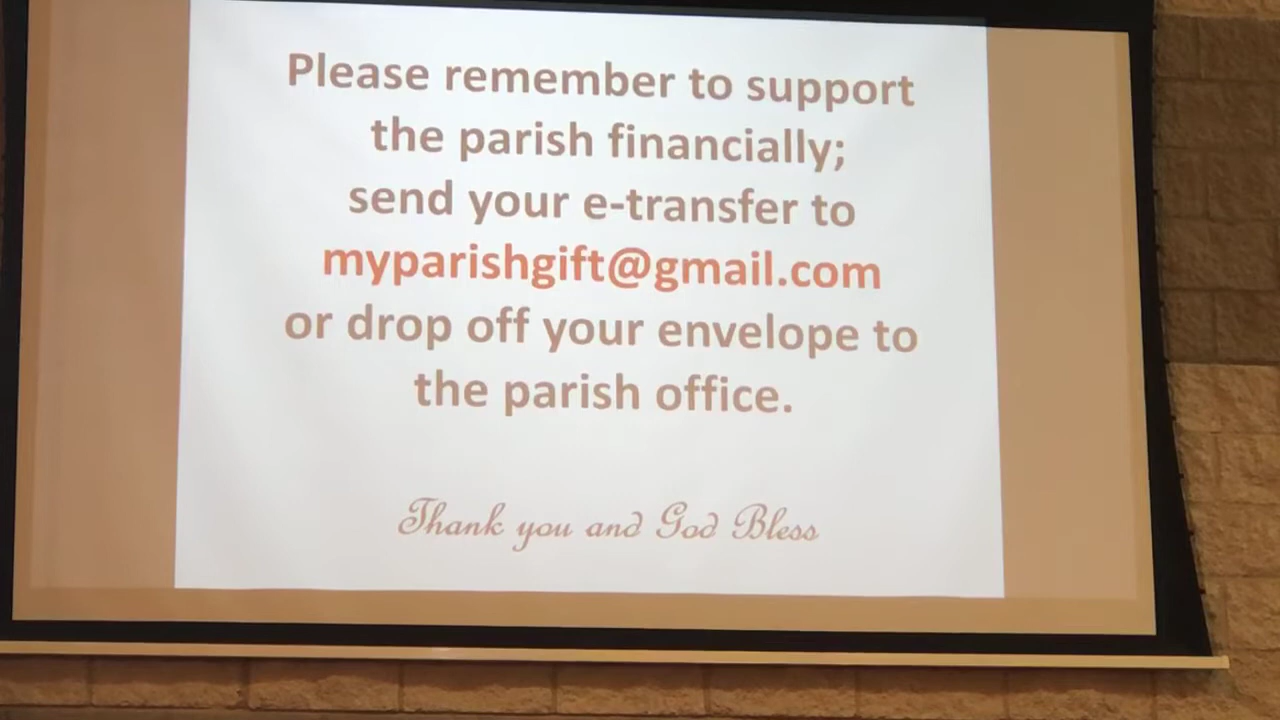 Please remember to support
the parish financially;
send your e-transfer to
myparishgift@gmail.com
or drop off your envelope to
the parish office.
Thank you and God Bless